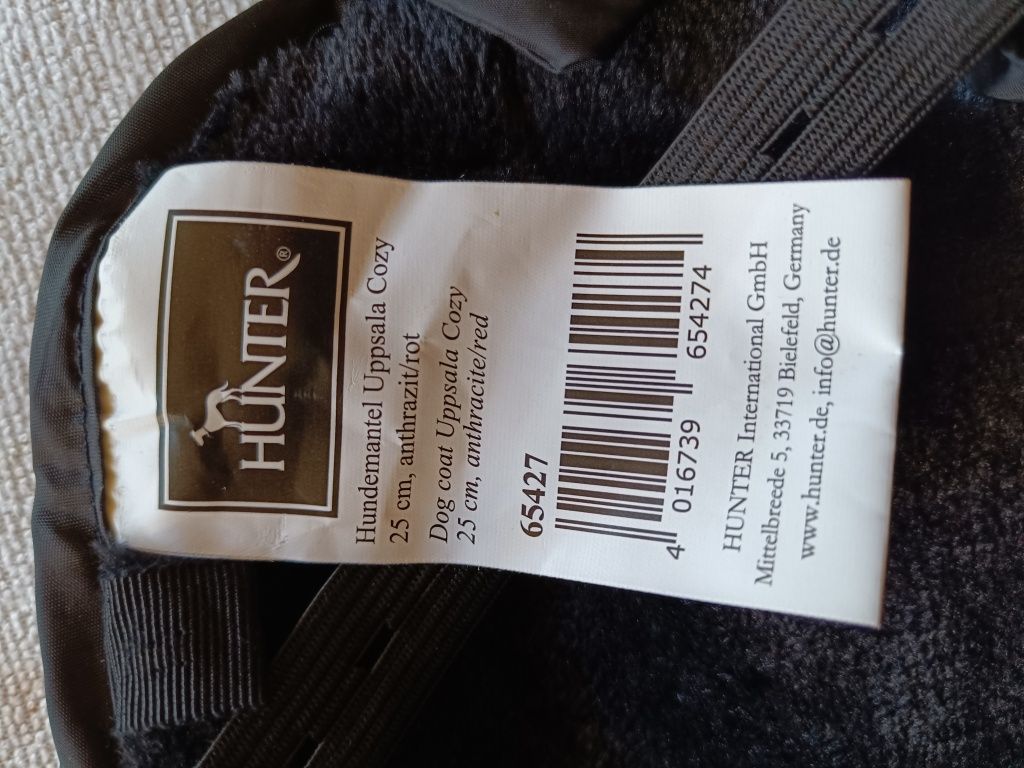 HUNTER®
Hundemantel Uppsala Cozy
25 cm, anthrazit/rot
Dog coat Uppsala Cozy
25 cm, anthracite/red
65427
4 016739 654274
HUNTER International GmbH
Mittelbreede 5, 33719 Bielefeld, Germany
www.hunter.de, info@hunter.de